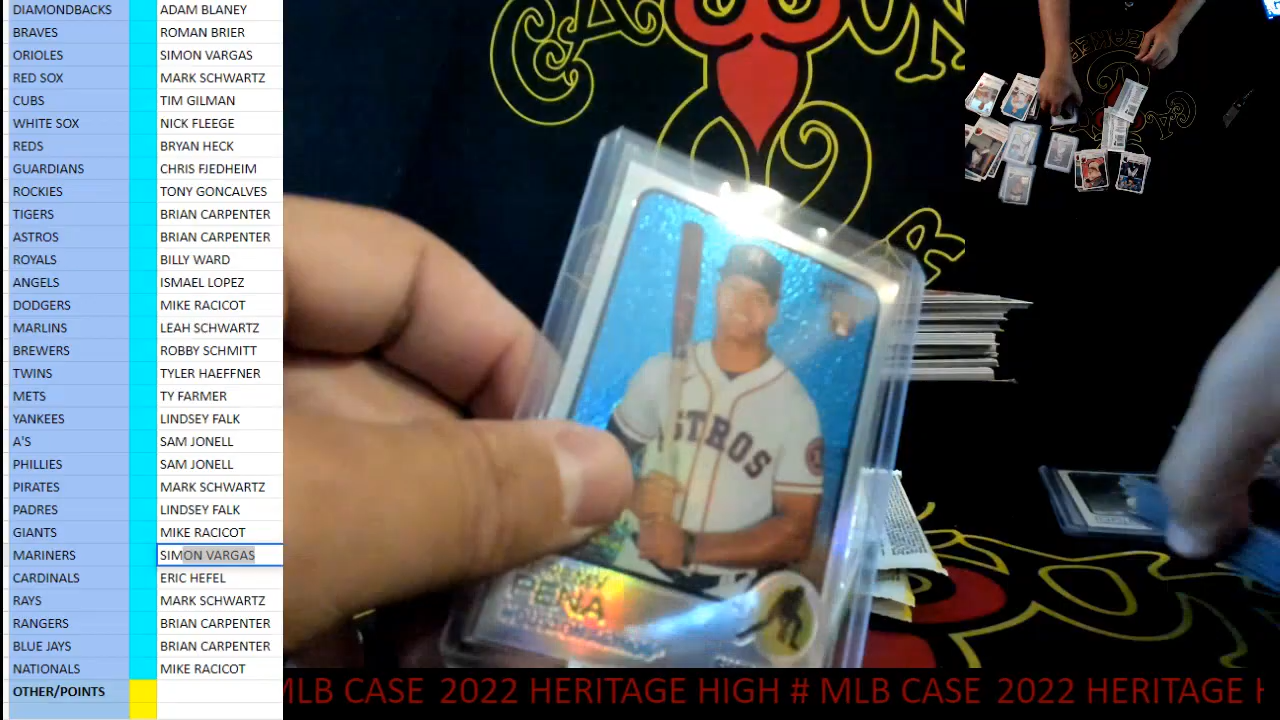 DIAMONDBACKS ADAM BLANEY
BRAVES ROMAN BRIER
ORIOLES SIMON VARGAS
RED SOX MARK SCHWARTZ
CUBS TIM GILMAN
WHITE SOX NICK FLEEGE
REDS BRYAN HECK
GUARDIANS CHRIS FJEDHEIM
ROCKIES TONY GONCALVES
TIGERS BRIAN CARPENTER
ASTROS BRIAN CARPENTER
ROYALS BILLY WARD
ANGELS ISMAEL LOPEZ
DODGERS MIKE RACICOT
MARLINS LEAH SCHWARTZ
BREWERS ROBBY SCHMITT
TWINS TYLER HAEFFNER
METS TY FARMER
YANKEES LINDSEY FALK
A'S SAM JONELL
PHILLIES SAM JONELL
PIRATES MARK SCHWARTZ
PADRES LINDSEY FALK
GIANTS MIKE RACICOT
MARINERS SIMON VARGAS
CARDINALS ERIC HEFEL
RAYS MARK SCHWARTZ
RANGERS BRIAN CARPENTER
BLUE JAYS BRIAN CARPENTER
NATIONALS MIKE RACICOT
OTHER/POINTS
STROS
PEÑA
MLB CASE 2022 HERITAGE HIGH # MLB CASE 2022 HERITAGE H